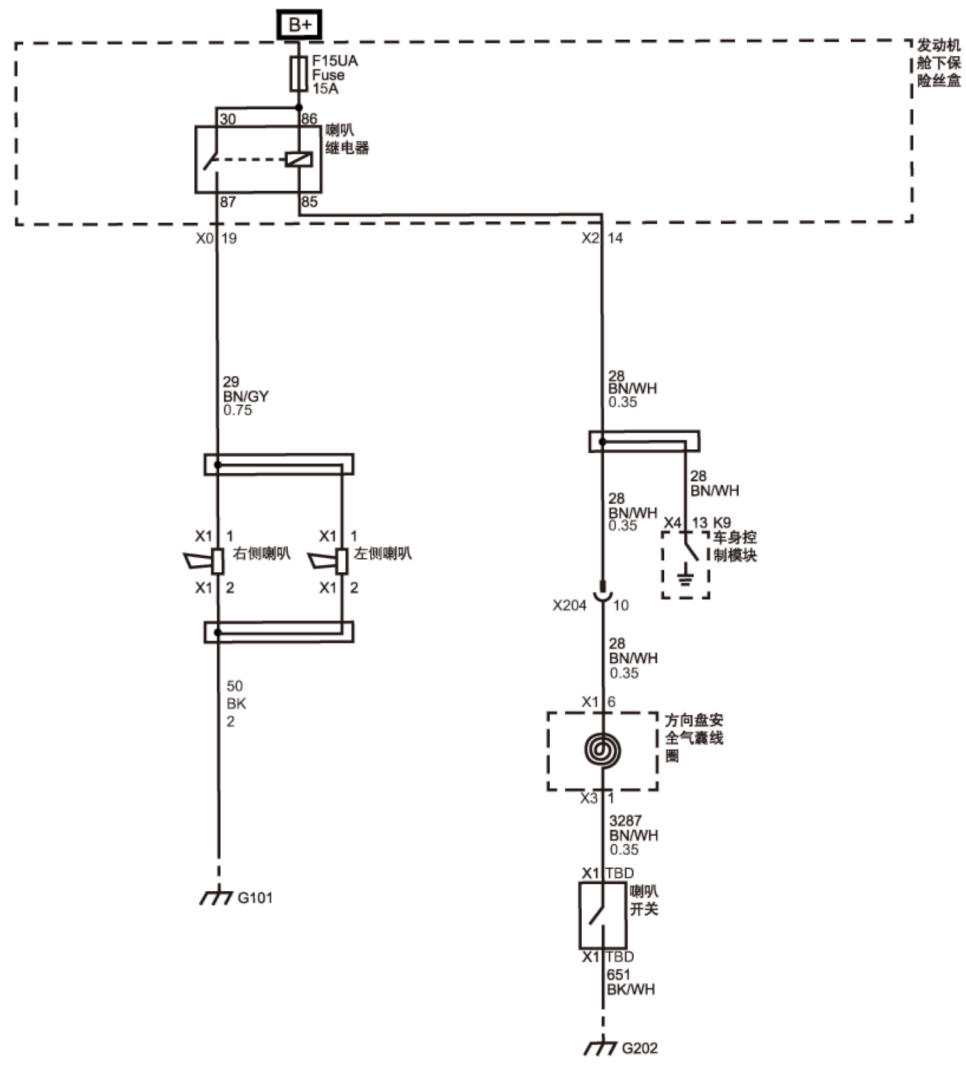 B+
发动机
舱下保
险丝盒
F15UA
Fuse
15A
30
86
喇叭
继电器
87
85
X0 19
X2 14
29
BN/GY
0.75
28
BN/WH
0.35
28
BN/WH
28
BN/WH
0.35
X4 13 K9
车身控
制模块
X1 1
右侧喇叭
X1 2
X1 1
左侧喇叭
X1 2
X204 10
28
BN/WH
0.35
50
BK
2
X1 6
方向盘安
全气囊线
圈
X3 1
3287
BN/WH
0.35
X1 TBD
喇叭
开关
X1 TBD
651
BK/WH
G101
G202